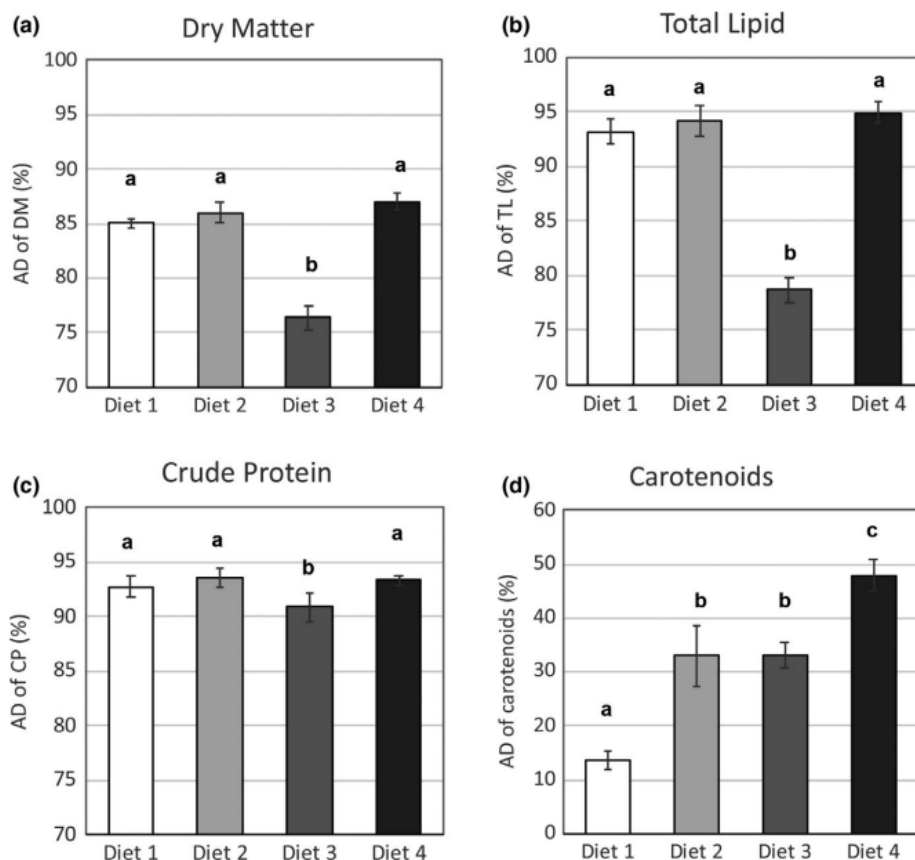 (a) Dry Matter
AD of DM (%)
100
95
90
85
80
75
70
a a b a
Diet 1 Diet 2 Diet 3 Diet 4
(b) Total Lipid
AD of TL (%)
100
95
90
85
80
75
70
a a b a
Diet 1 Diet 2 Diet 3 Diet 4
(c) Crude Protein
AD of CP (%)
100
95
90
85
80
75
70
a a b a
Diet 1 Diet 2 Diet 3 Diet 4
(d) Carotenoids
AD of carotenoids (%)
60
50
40
30
20
10
0
a b b c
Diet 1 Diet 2 Diet 3 Diet 4